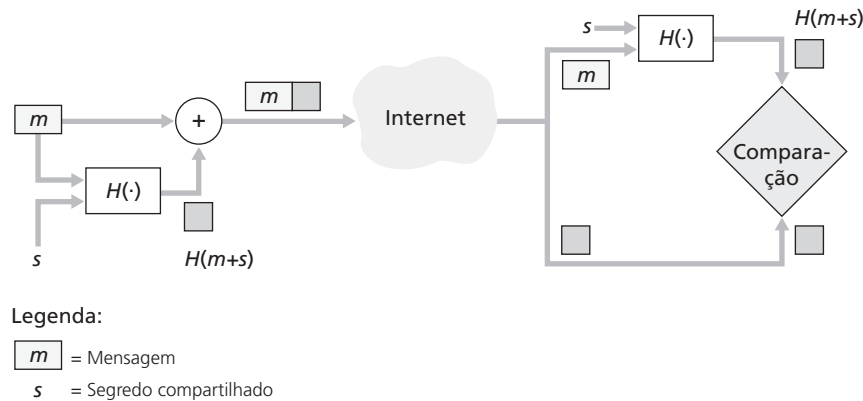 s
H(·)
H(m+s)
m
m
m
+
Internet
H(·)
s
H(m+s)
Compara-
ção
Legenda:
m = Mensagem
s = Segredo compartilhado